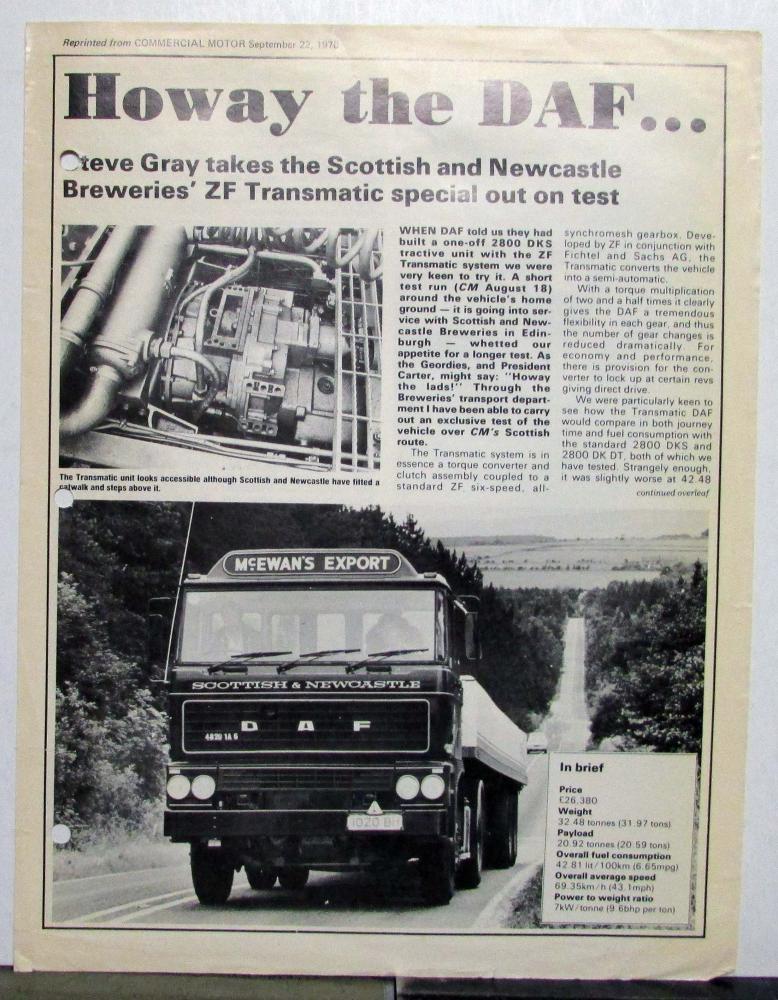 Reprinted from COMMERCIAL MOTOR September 22, 1978
Howay the DAF...
Steve Gray takes the Scottish and Newcastle
Breweries' ZF Transmatic special out on test
The Transmatic unit looks accessible although Scottish and Newcastle have fitted a
catwalk and steps above it.
WHEN DAF told us they had
built a one-off 2800 DKS
tractive unit with the ZF
Transmatic system we were
very keen to try it. A short
test run (CM August 18)
around the vehicle's home
ground — it is going into ser-
vice with Scottish and New-
castle Breweries in Edin-
burgh — whetted our
appetite for a longer test. As
the Geordies, and President
Carter, might say: "Howay
the lads!" Through the
Breweries' transport depart-
ment I have been able to carry
out an exclusive test of the
vehicle over CM's Scottish
route.
The Transmatic system is in
essence a torque converter and
clutch assembly coupled to a
standard ZF six-speed, all-
synchromesh gearbox. Deve-
loped by ZF in conjunction with
Fichtel and Sachs AG, the
Transmatic converts the vehicle
into a semi-automatic.
With a torque multiplication
of two and a half times it clearly
gives the DAF a tremendous
flexibility in each gear, and thus
the number of gear changes is
reduced dramatically. For
economy and performance,
there is provision for the con-
verter to lock up at certain revs
giving direct drive.
We were particularly keen to
see how the Transmatic DAF
would compare in both journey
time and fuel consumption with
the standard 2800 DKS and
2800 DK DT, both of which we
have tested. Strangely enough,
it was slightly worse at 42.48
continued overleaf
McEWAN'S EXPORT
SCOTTISH & NEWCASTLE
DAF
In brief
Price
£26,380
Weight
32.48 tonnes (31.97 tons)
Payload
20.92 tonnes (20.59 tons)
Overall fuel consumption
42.81 lit/100km (6.65mpg)
Overall average speed
69.35km/h (43.1mph)
Power to weight ratio
7kW/tonne (9.6bhp per ton)